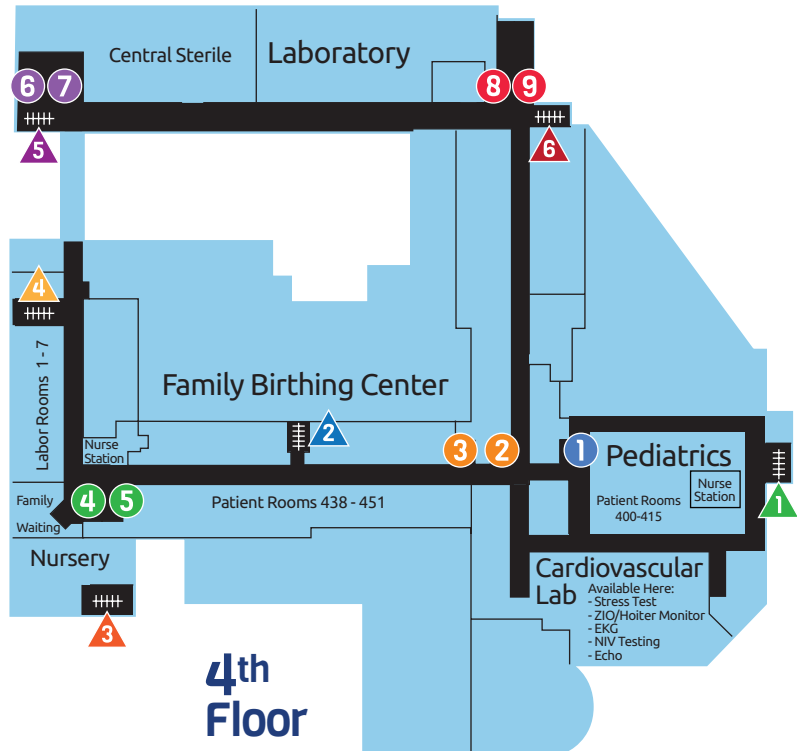 Central Sterile
Laboratory
6
7
8
9
5
6
4
Labor Rooms 1 - 7
Family Birthing Center
2
Nurse
Station
3
2
1
Pediatrics
Nurse
Station
Patient Rooms
400-415
1
4
5
Patient Rooms 438 - 451
Family
Waiting
Nursery
3
Cardiovascular
Lab
Available Here:
- Stress Test
- ZIO/Hoiter Monitor
- EKG
- NIV Testing
- Echo
4th
Floor